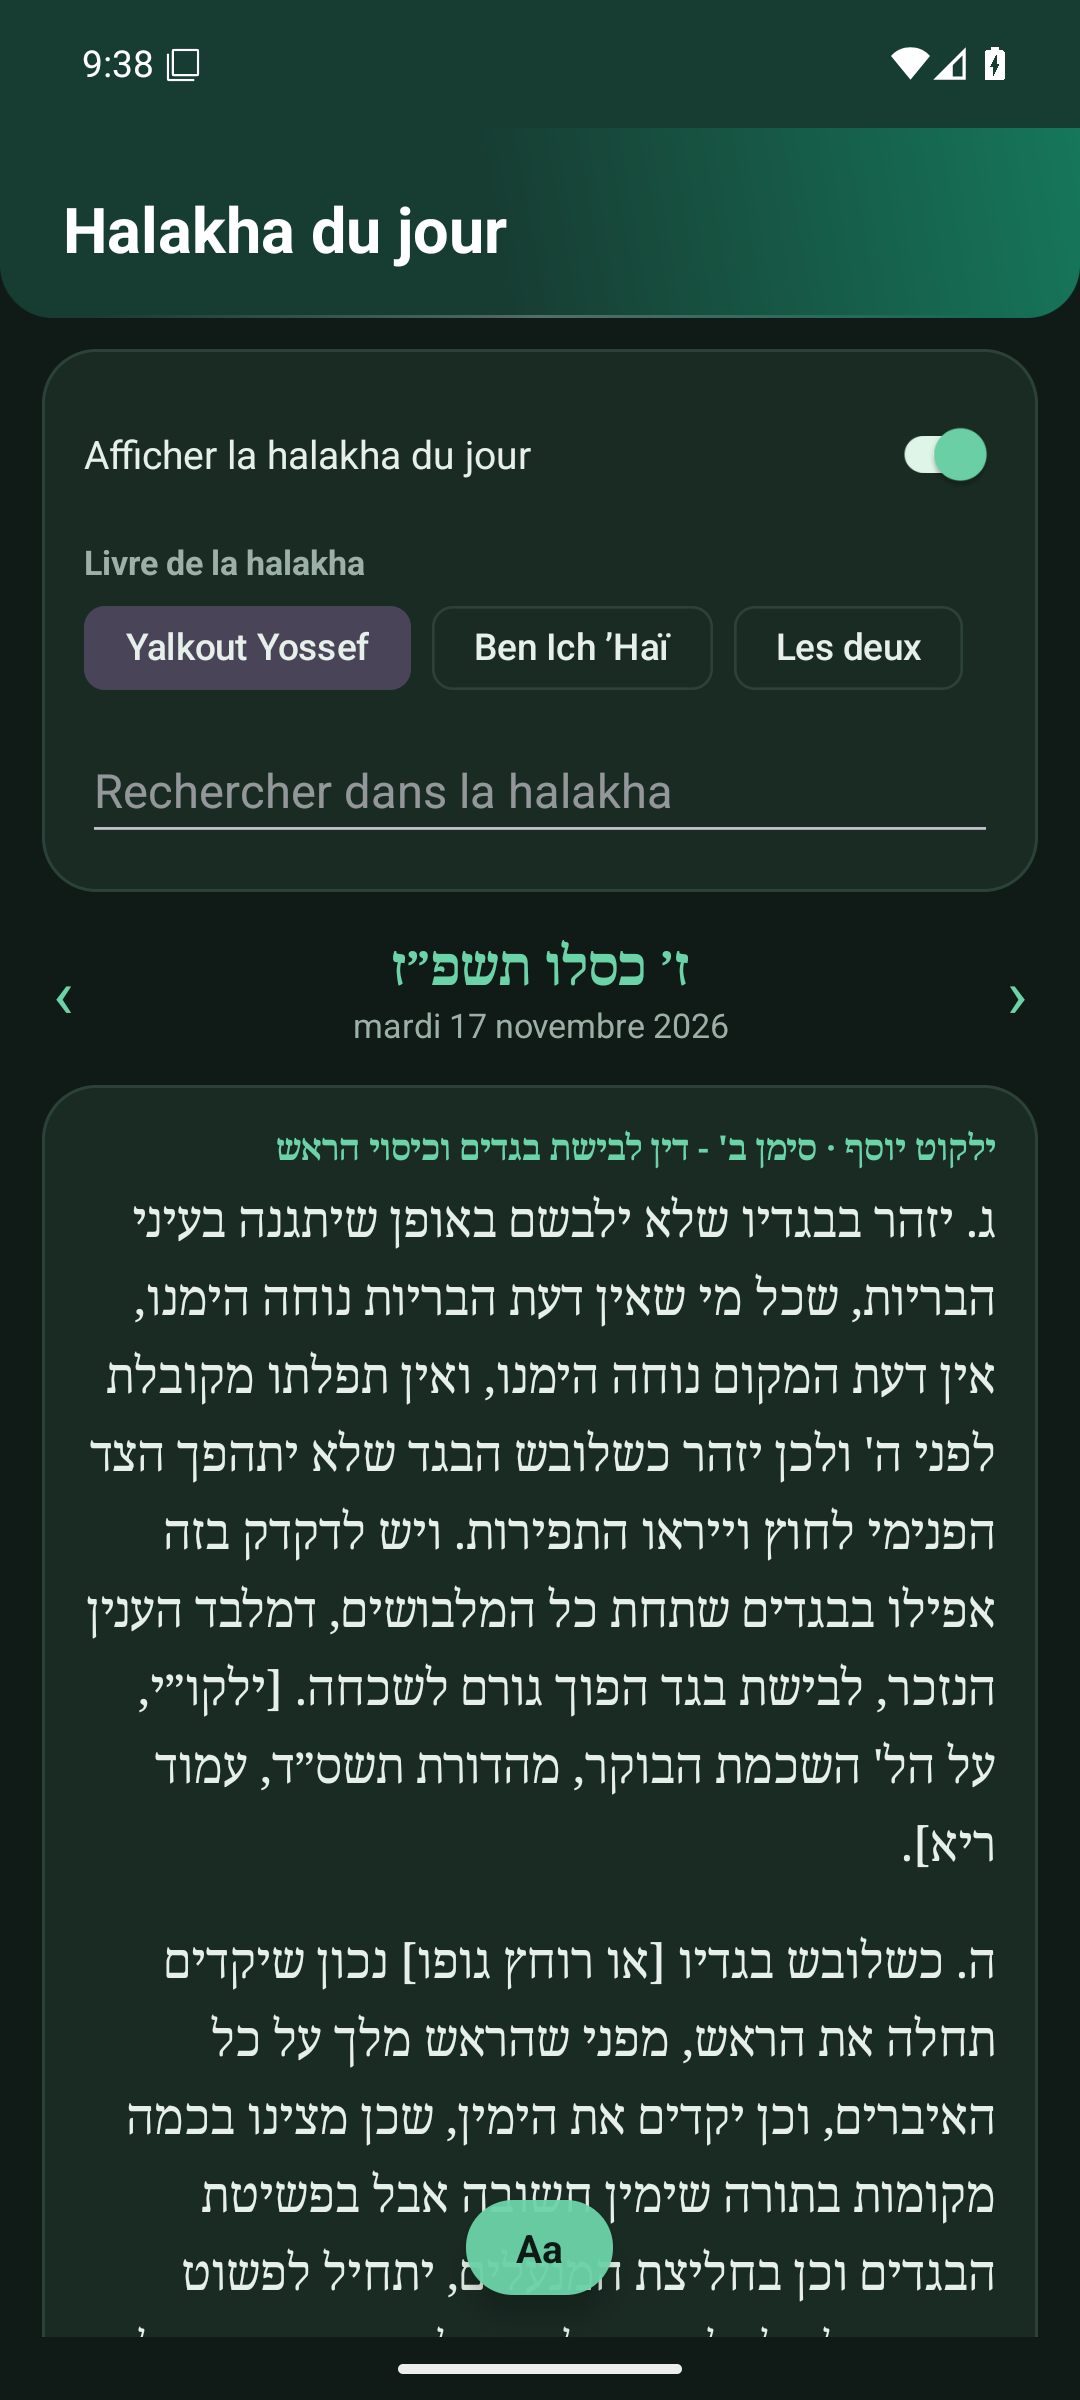 9:38
Halakha du jour
Afficher la halakha du jour
Livre de la halakha
Yalkout Yossef
Ben Ich ’Haï
Les deux
Rechercher dans la halakha
ז׳ כסלו תשפ״ז
‹
›
mardi 17 novembre 2026
ילקוט יוסף · סימן ב' - דין לבישת בגדים וכיסוי הראש
ג. יזהר בבגדיו שלא ילבשם באופן שיתגנה בעיני
הבריות, שכל מי שאין דעת הבריות נוחה הימנו,
אין דעת המקום נוחה הימנו, ואין תפלתו מקובלת
לפני ה' ולכן יזהר כשלובש הבגד שלא יתהפך הצד
הפנימי לחוץ וייראו התפירות. ויש לדקדק בזה
אפילו בבגדים שתחת כל המלבושים, דמלבד הענין
הנזכר, לבישת בגד הפוך גורם לשכחה. [ילקו״י,
על הל' השכמת הבוקר, מהדורת תשס״ד, עמוד
ריא].
ה. כשלובש בגדיו [או רוחץ גופו] נכון שיקדים
תחלה את הראש, מפני שהראש מלך על כל
האיברים, וכן יקדים את הימין, שכן מצינו בכמה
מקומות בתורה שימין חשובה אבל בפשיטת
הבגדים וכן בחליצת המנעלים, יתחיל לפשוט
Aa